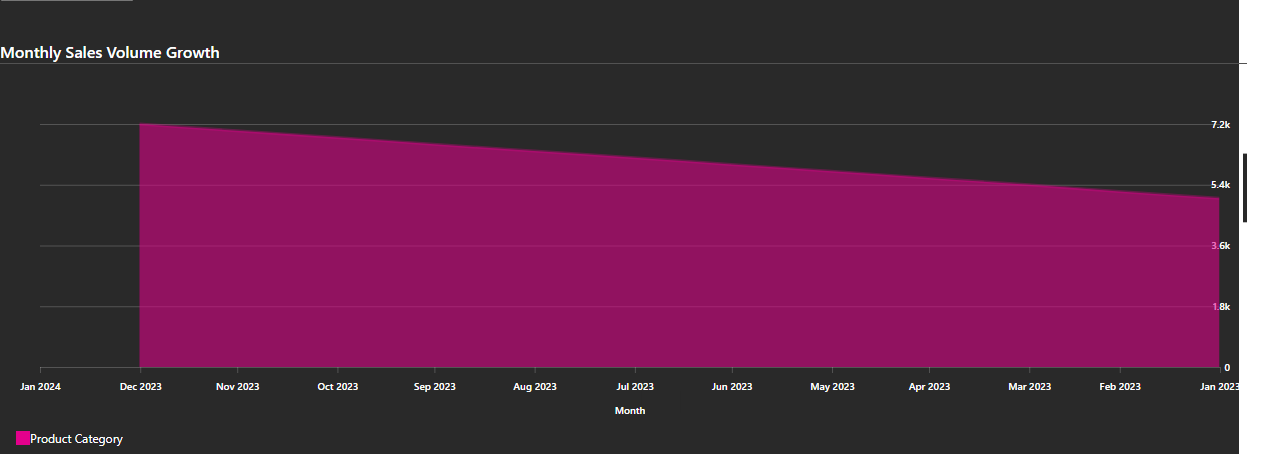 Monthly Sales Volume Growth
7.2k
5.4k
3.6k
1.8k
0
Jan 2024 Dec 2023 Nov 2023 Oct 2023 Sep 2023 Aug 2023 Jul 2023 Jun 2023 May 2023 Apr 2023 Mar 2023 Feb 2023 Jan 2023
Month
Product Category